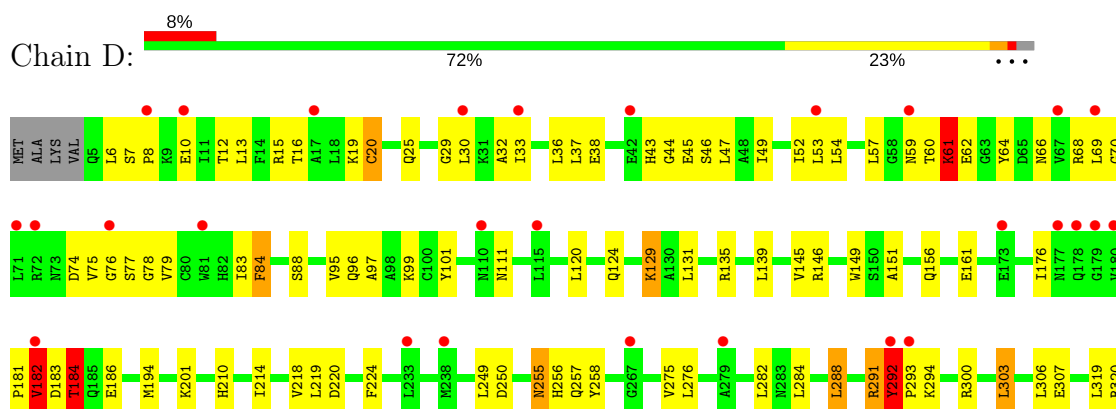 8%
Chain D:
72% 23% • • •
MET ALA LYS VAL Q5 L6 S7 P8 K9 E10 I11 T12 L13 F14 R15 T16 A17 L18 K19 C20 Q25 G29 L30 K31 A32 I33 L36 L37 E38 E42 H43 G44 E45 S46 L47 A48 I49 I52 L53 L54 L57 G58 N59 T60 K61 E62 G63 Y64 D65 N66 V67 R68 L69 G70
L71 R72 N73 D74 V75 G76 S77 G78 V79 C80 W81 H82 I83 F84 S88 V95 Q96 A97 A98 K99 C100 Y101 N110 N111 L115 L120 Q124 K129 A130 L131 R135 L139 V145 R146 W149 S150 A151 Q156 E161 E173 I176 N177 Q178 G179
P181 V182 D183 T184 Q185 E186 M194 K201 H210 I214 V218 L219 D220 F224 L233 M238 L249 D250 N255 H256 Q257 Y258 G267 V275 L276 A279 L282 N283 L284 L288 R291 Y292 P293 K294 R300 L303 L306 E307 L319